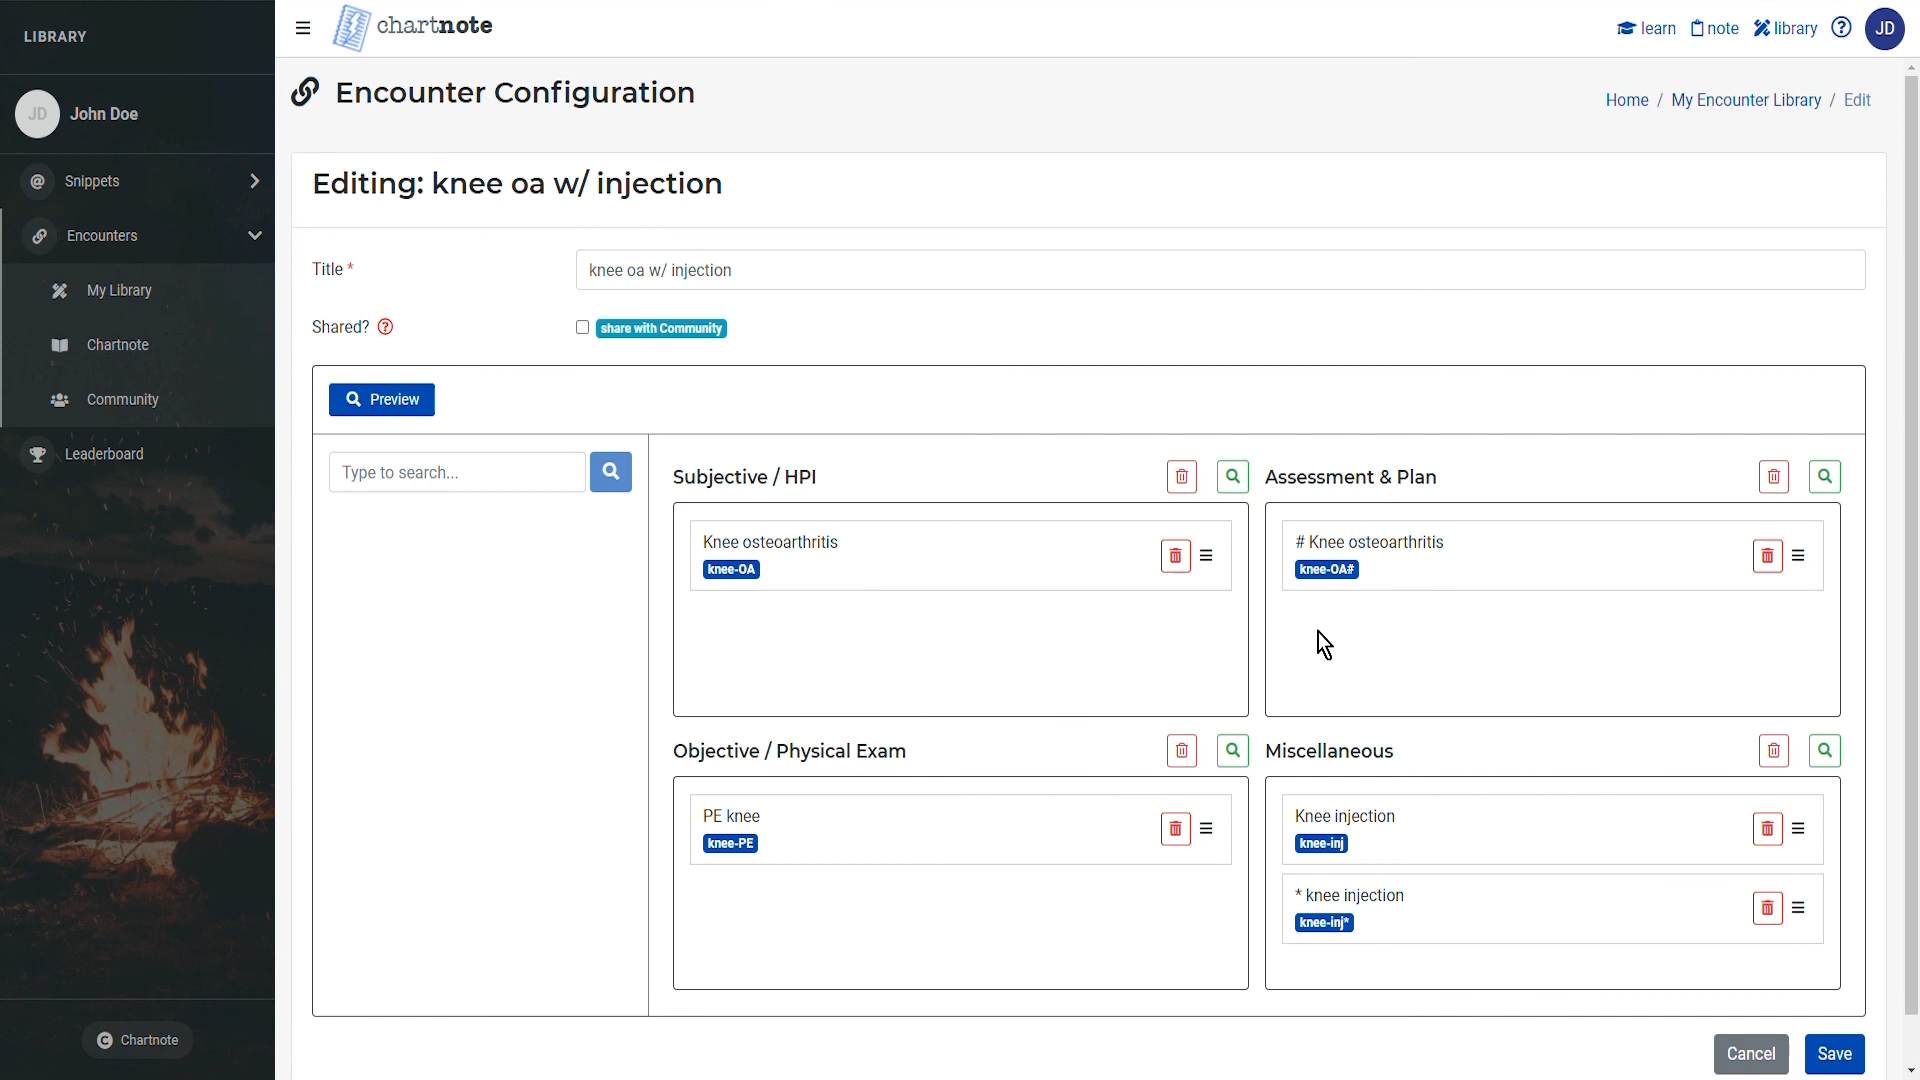 LIBRARY
JD John Doe
@ Snippets
Encounters
My Library
Chartnote
Community
Leaderboard
C Chartnote
chartnote
learn note library ? JD
Encounter Configuration
Home / My Encounter Library / Edit
Editing: knee oa w/ injection
Title *
knee oa w/ injection
Shared? ?
share with Community
Preview
Type to search...
Subjective / HPI
Knee osteoarthritis
knee-OA
Assessment & Plan
# Knee osteoarthritis
knee-OA#
Objective / Physical Exam
PE knee
knee-PE
Miscellaneous
Knee injection
knee-inj
* knee injection
knee-inj*
Cancel Save